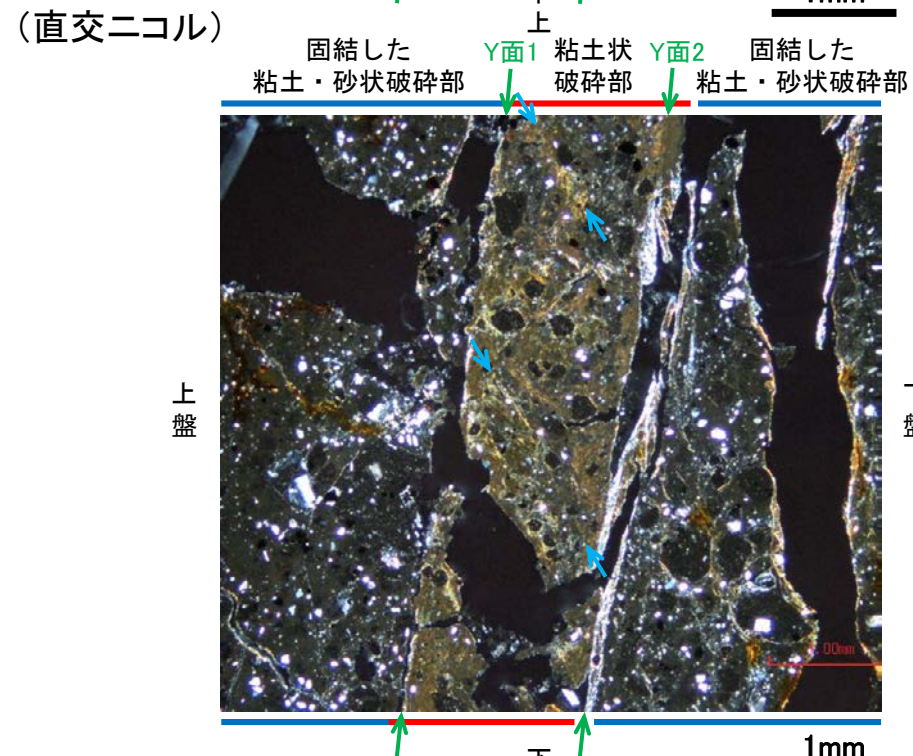 1mm
（直交ニコル）
上
固結した
粘土・砂状破砕部
Y面1
粘土状
破砕部
Y面2
固結した
粘土・砂状破砕部
上
盤
.00mm
下
1mm